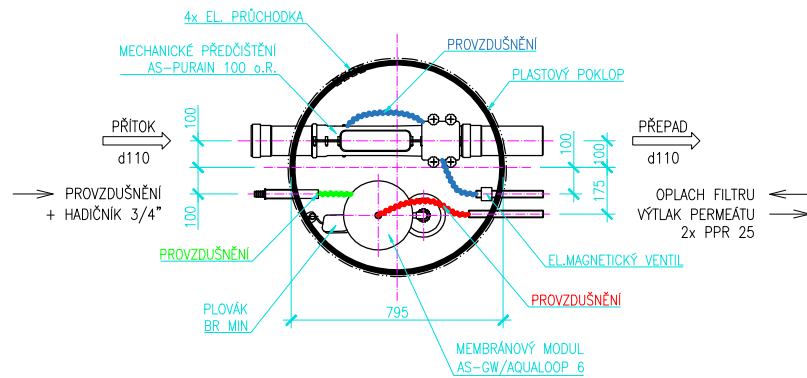 4x EL. PRŮCHODKA
PROVZDUŠNĚNÍ
MECHANICKÉ PŘEDČIŠTĚNÍ
AS-PURAIN 100 o.R.
PLASTOVÝ POKLOP
PŘÍTOK
d110
100
100
100
100
175
PŘEPAD
d110
PROVZDUŠNĚNÍ
+ HADIČNÍK 3/4"
OPLACH FILTRU
VÝTLAK PERMEÁTU
2x PPR 25
PROVZDUŠNĚNÍ
EL.MAGNETICKÝ VENTIL
PROVZDUŠNĚNÍ
PLOVÁK
BR MIN
795
MEMBRÁNOVÝ MODUL
AS-GW/AQUALOOP 6